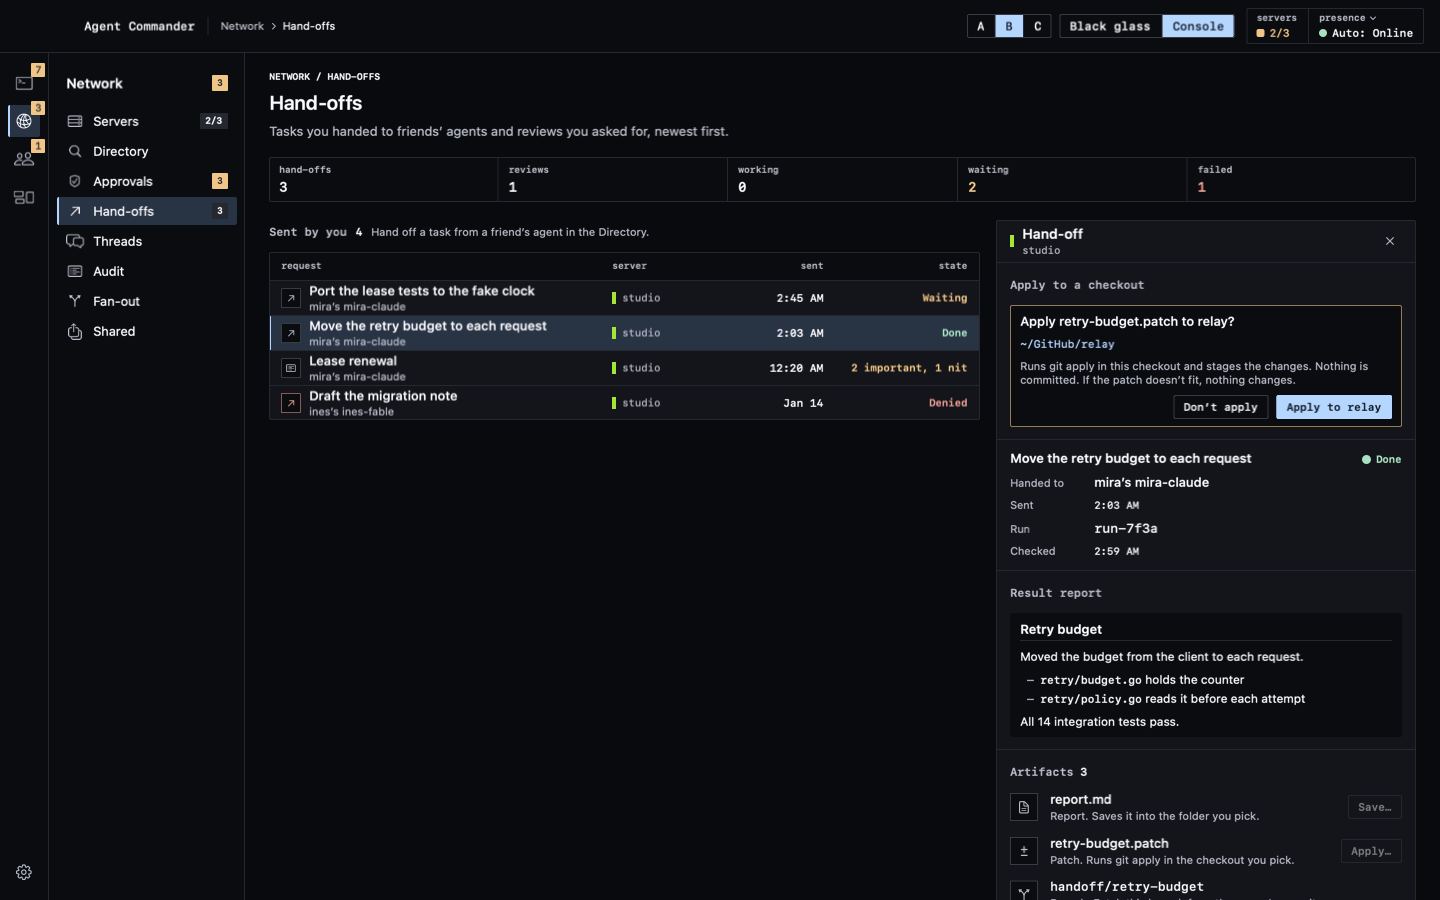 Agent Commander
Network > Hand-offs
A B C
Black glass Console
servers
2/3
presence
Auto: Online
7
3
1
Network 3
Servers 2/3
Directory
Approvals 3
Hand-offs 3
Threads
Audit
Fan-out
Shared
NETWORK / HAND-OFFS
Hand-offs
Tasks you handed to friends’ agents and reviews you asked for, newest first.
hand-offs
3
reviews
1
working
0
waiting
2
failed
1
Sent by you 4 Hand off a task from a friend’s agent in the Directory.
request server sent state
Port the lease tests to the fake clock
mira’s mira-claude
studio 2:45 AM Waiting
Move the retry budget to each request
mira’s mira-claude
studio 2:03 AM Done
Lease renewal
mira’s mira-claude
studio 12:20 AM 2 important, 1 nit
Draft the migration note
ines’s ines-fable
studio Jan 14 Denied
Hand-off
studio
Apply to a checkout
Apply retry-budget.patch to relay?
~/GitHub/relay
Runs git apply in this checkout and stages the changes. Nothing is
committed. If the patch doesn’t fit, nothing changes.
Don’t apply Apply to relay
Move the retry budget to each request Done
Handed to mira’s mira-claude
Sent 2:03 AM
Run run-7f3a
Checked 2:59 AM
Result report
Retry budget
Moved the budget from the client to each request.
– retry/budget.go holds the counter
– retry/policy.go reads it before each attempt
All 14 integration tests pass.
Artifacts 3
report.md
Report. Saves it into the folder you pick.
Save…
retry-budget.patch
Patch. Runs git apply in the checkout you pick.
Apply…
handoff/retry-budget